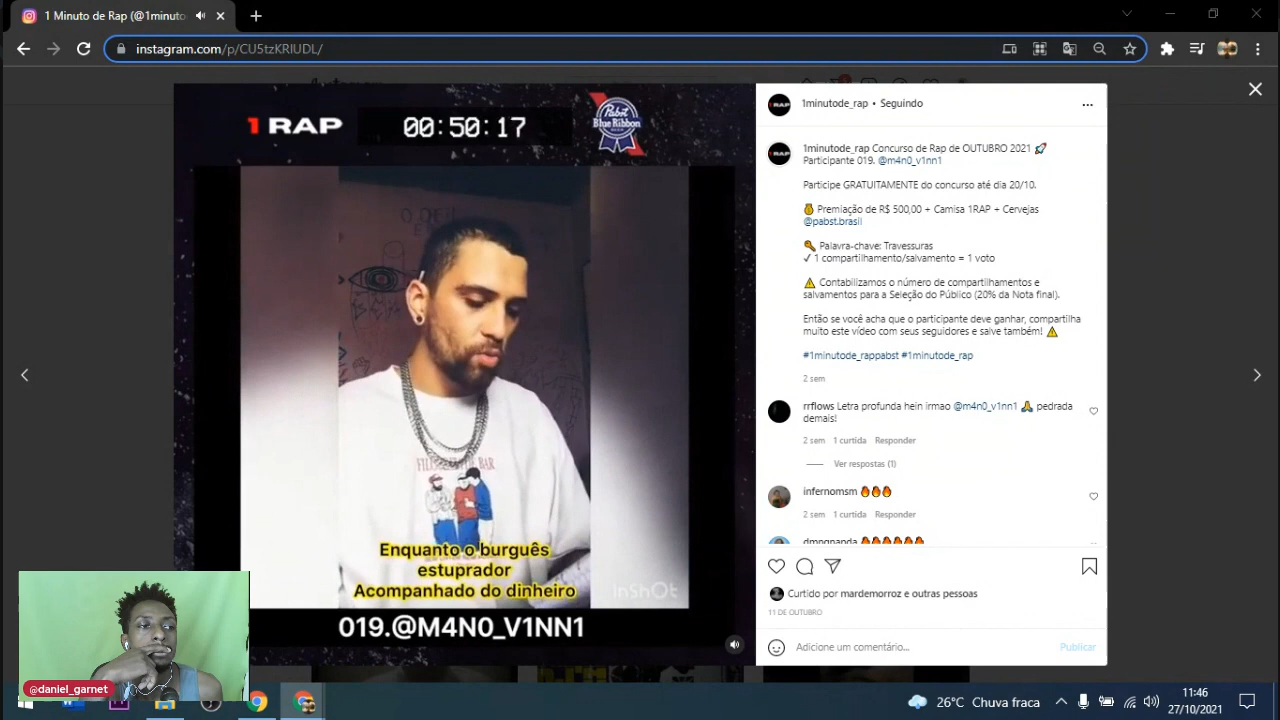 1 Minuto de Rap (@1minuto
instagram.com/p/CU5tzKRIUDL/
1 RAP
00:50:17
Pabst
Blue Ribbon
Enquanto o burguês
estuprador
Acompanhado do dinheiro
InShOt
019.@M4N0_V1NN1
@daniel_garnet
1RAP
1minutode_rap • Seguindo
1RAP
1minutode_rap Concurso de Rap de OUTUBRO 2021
Participante 019. @m4n0_v1nn1
Participe GRATUITAMENTE do concurso até dia 20/10.
Premiação de R$ 500,00 + Camisa 1RAP + Cervejas
@pabst.brasil
Palavra-chave: Travessuras
✓ 1 compartilhamento/salvamento = 1 voto
Contabilizamos o número de compartilhamentos e
salvamentos para a Seleção do Público (20% da Nota final).
Então se você acha que o participante deve ganhar, compartilha
muito este vídeo com seus seguidores e salve também!
#1minutode_rappabst #1minutode_rap
2 sem
rrflows Letra profunda hein irmao @m4n0_v1nn1 pedrada
demais!
2 sem 1 curtida Responder
Ver respostas (1)
infernomsm
2 sem 1 curtida Responder
Curtido por mardemorroz e outras pessoas
11 DE OUTUBRO
Adicione um comentário...
Publicar
26°C Chuva fraca
11:46
27/10/2021